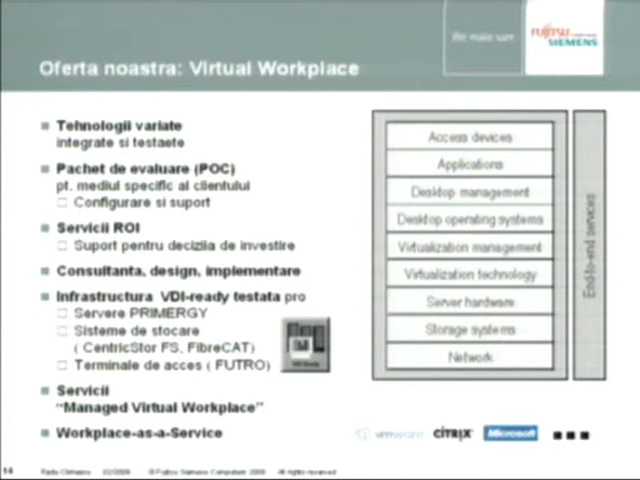 We make sure
FUJITSU COMPUTERS
SIEMENS
Oferta noastra: Virtual Workplace
Tehnologii variate
integrate si testaete
Pachet de evaluare (POC)
pt. mediul specific al clientului
Configurare si suport
Servicii ROI
Suport pentru decizila de investire
Consultanta, design, implementare
Infrastructura VDI-ready testata pro
Servere PRIMERGY
Sisteme de stocare
( CentricStor FS, FibreCAT)
Terminale de acces ( FUTRO)
Servicii
“Managed Virtual Workplace”
Workplace-as-a-Service
Access devices
Applications
Desktop management
Desktop operating systems
Virtualization management
Virtualization technology
Server hardware
Storage systems
Network
End-to-end services
vmware CITRIX Microsoft
14 © Fujitsu Siemens Computers 2009 All rights reserved